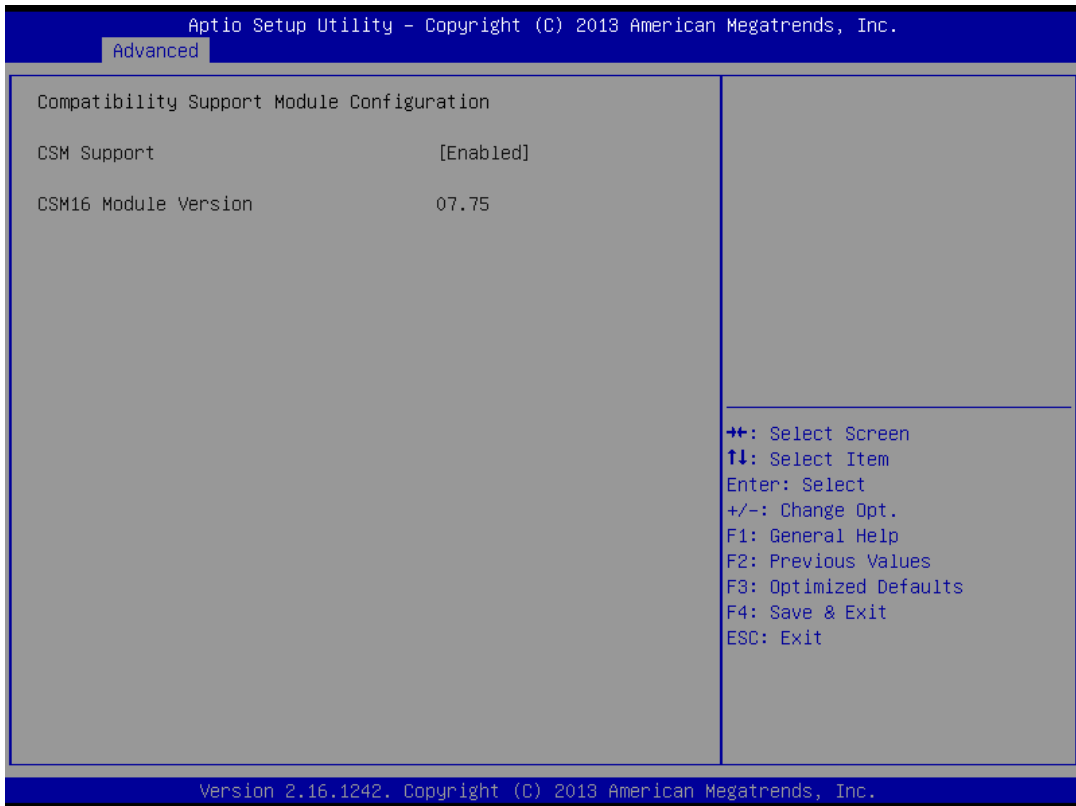 Aptio Setup Utility – Copyright (C) 2013 American Megatrends, Inc.
Advanced
Compatibility Support Module Configuration
CSM Support [Enabled]
CSM16 Module Version 07.75
→←: Select Screen
↑↓: Select Item
Enter: Select
+/-: Change Opt.
F1: General Help
F2: Previous Values
F3: Optimized Defaults
F4: Save & Exit
ESC: Exit
Version 2.16.1242. Copyright (C) 2013 American Megatrends, Inc.